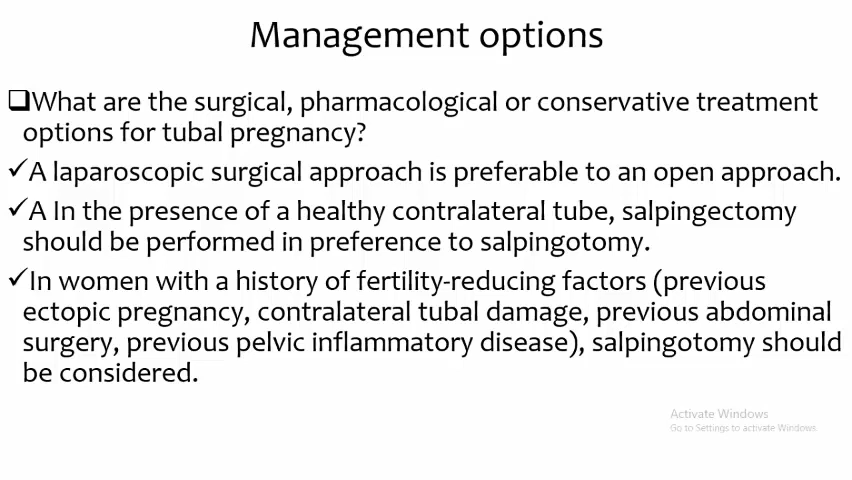 Management options
❑What are the surgical, pharmacological or conservative treatment
options for tubal pregnancy?
✓A laparoscopic surgical approach is preferable to an open approach.
✓A In the presence of a healthy contralateral tube, salpingectomy
should be performed in preference to salpingotomy.
✓In women with a history of fertility-reducing factors (previous
ectopic pregnancy, contralateral tubal damage, previous abdominal
surgery, previous pelvic inflammatory disease), salpingotomy should
be considered.
Activate Windows
Go to Settings to activate Windows.